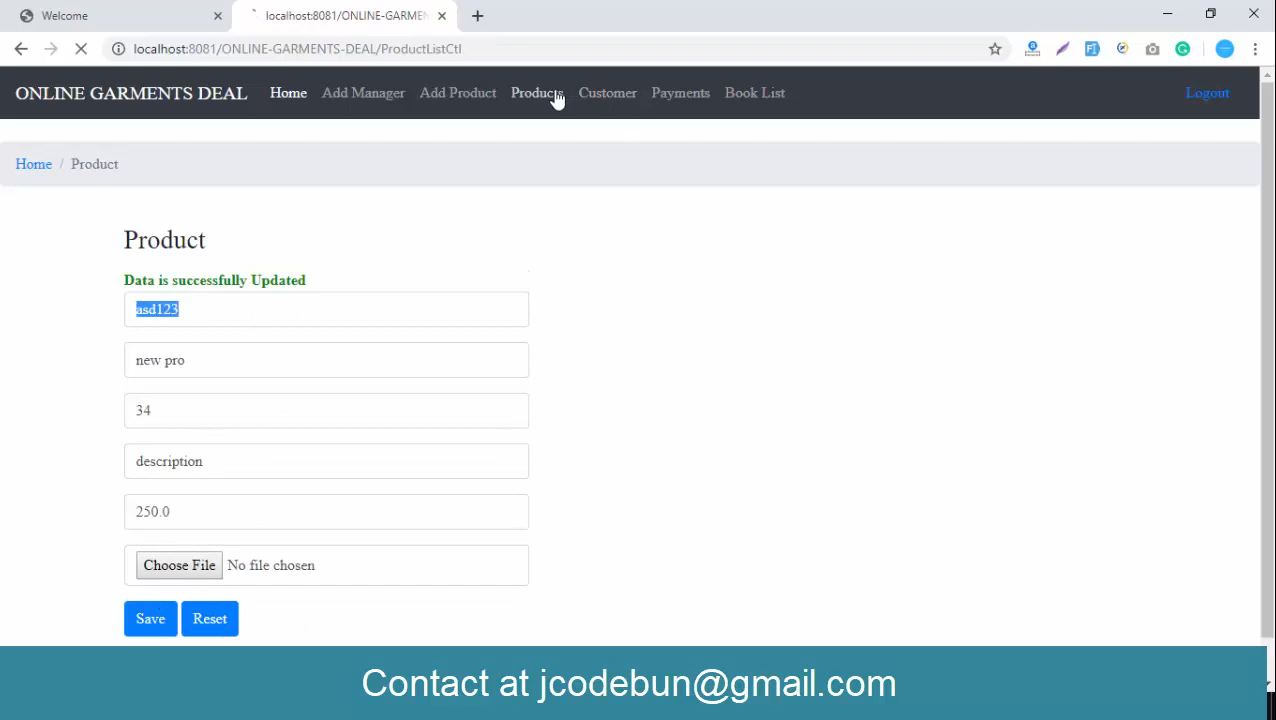 Welcome
localhost:8081/ONLINE-GARMEN
localhost:8081/ONLINE-GARMENTS-DEAL/ProductListCtl
ONLINE GARMENTS DEAL Home Add Manager Add Product Products Customer Payments Book List Logout
Home / Product
Product
Data is successfully Updated
asd123
new pro
34
description
250.0
Choose File No file chosen
Save Reset
Contact at jcodebun@gmail.com